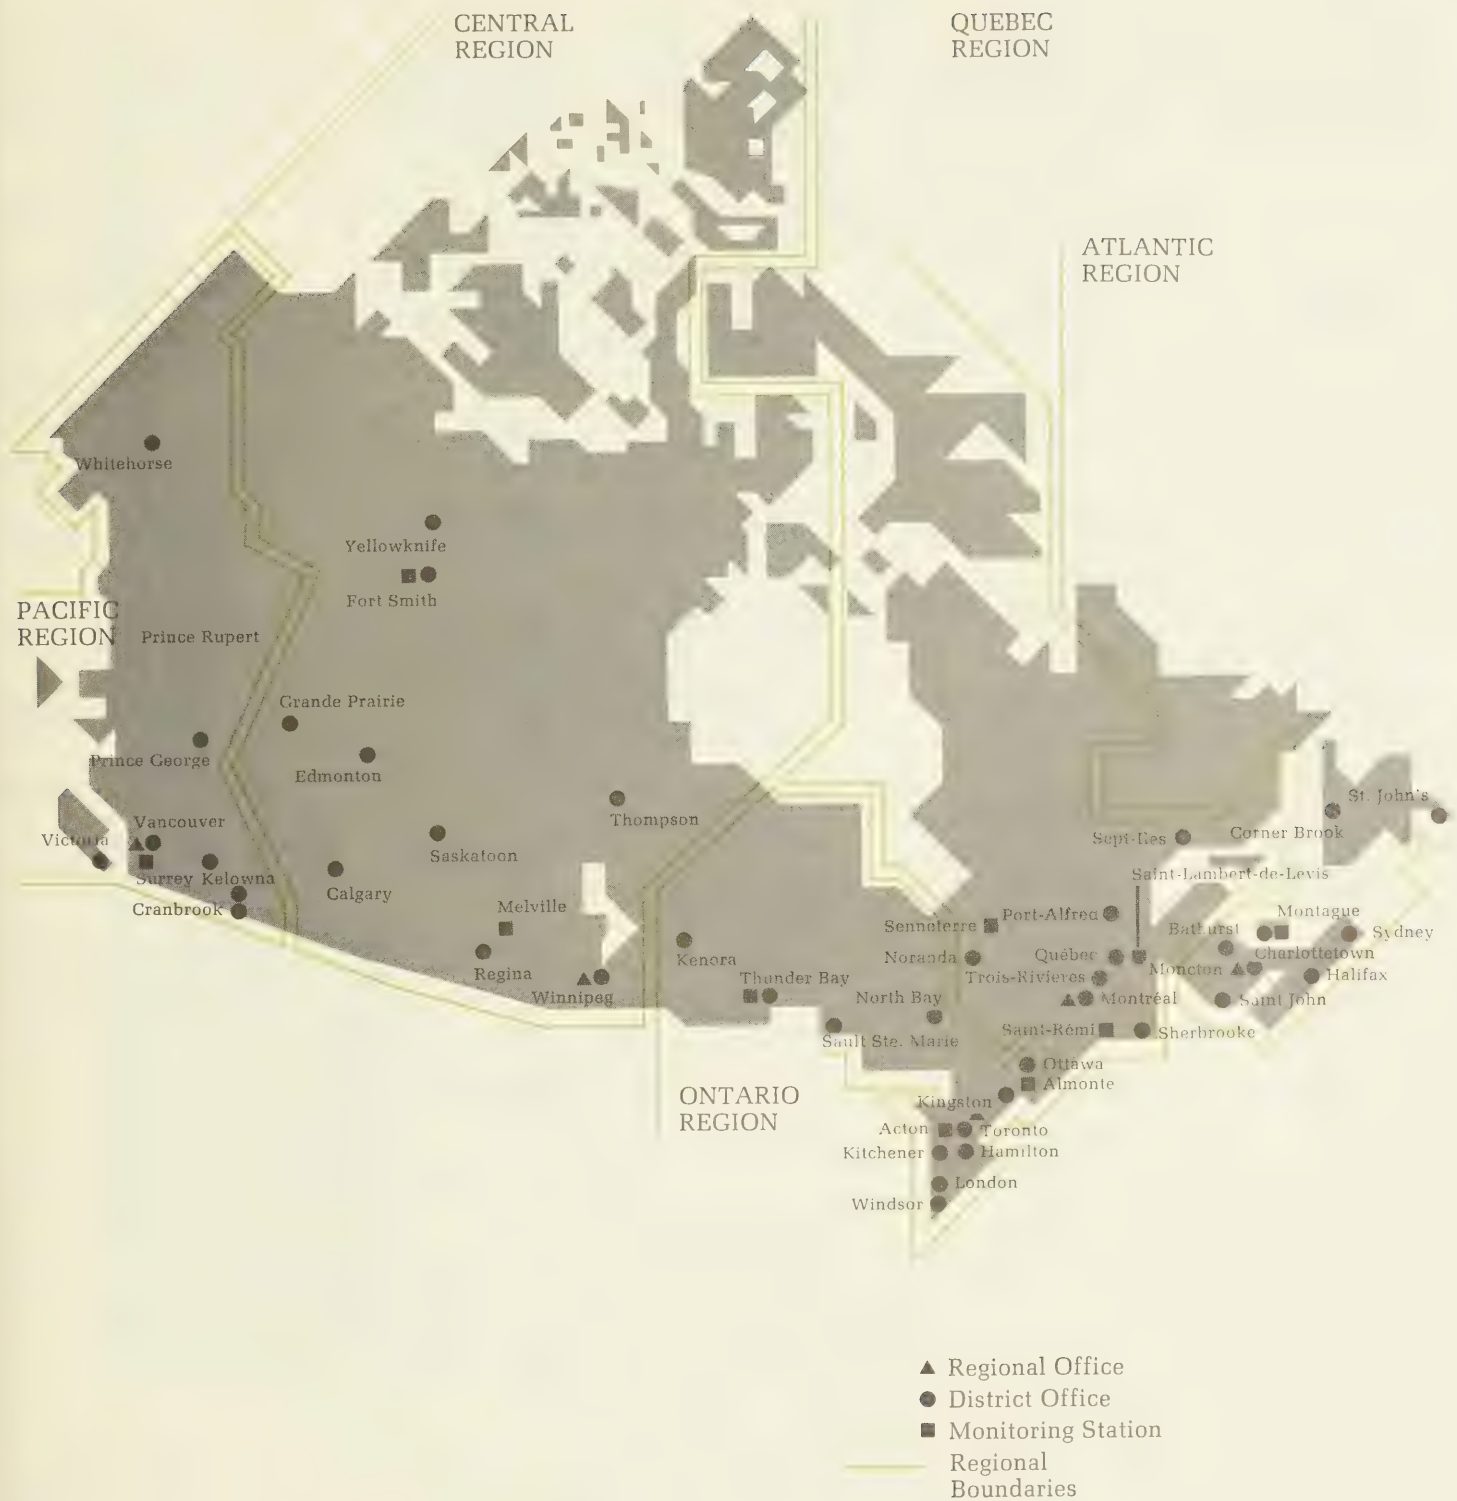 CENTRAL
REGION
QUEBEC
REGION
ATLANTIC
REGION
Whitehorse
Yellowknife
Fort Smith
PACIFIC
REGION
Prince Rupert
Grande Prairie
Prince George
Edmonton
Thompson
St. John's
Vancouver
Victoria
Saskatoon
Sept-Iles
Corner Brook
Surrey Kelowna
Calgary
Saint-Lambert-de-Levis
Cranbrook
Melville
Senneterre
Port-Alfred
Montague
Bathurst
Sydney
Regina
Kenora
Noranda
Québec
Charlottetown
Winnipeg
Thunder Bay
Trois-Rivières
Moncton
Halifax
North Bay
Montréal
Saint John
Sault Ste. Marie
Saint-Rémi
Sherbrooke
Ottawa
Almonte
ONTARIO
REGION
Kingston
Acton
Toronto
Kitchener
Hamilton
London
Windsor
Regional Office
District Office
Monitoring Station
Regional
Boundaries